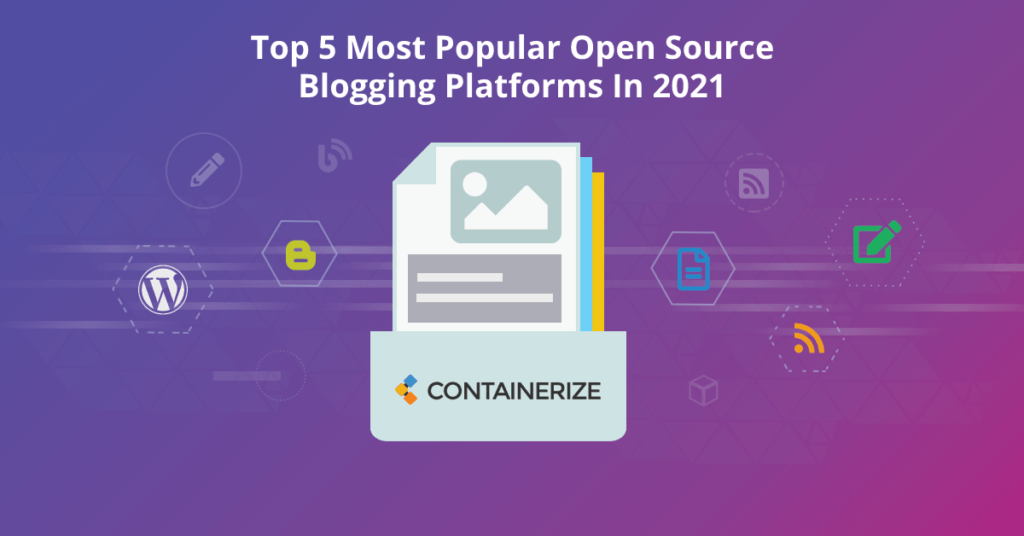 Top 5 Most Popular Open Source
Blogging Platforms In 2021
CONTAINERIZE